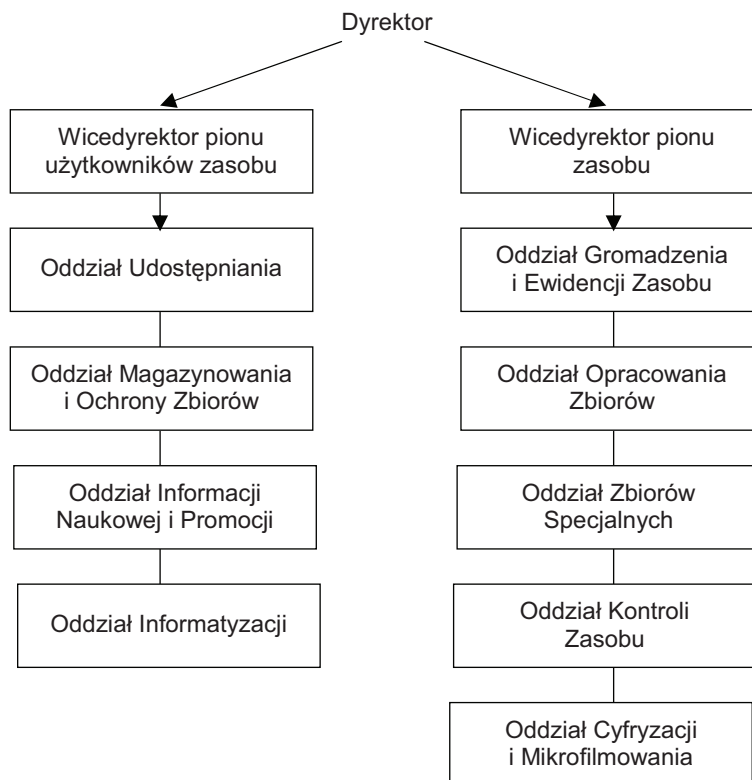 Dyrektor
Wicedyrektor pionu
użytkowników zasobu
Oddział Udostępniania
Oddział Magazynowania
i Ochrony Zbiorów
Oddział Informacji
Naukowej i Promocji
Oddział Informatyzacji
Wicedyrektor pionu
zasobu
Oddział Gromadzenia
i Ewidencji Zasobu
Oddział Opracowania
Zbiorów
Oddział Zbiorów
Specjalnych
Oddział Kontroli
Zasobu
Oddział Cyfryzacji
i Mikrofilmowania